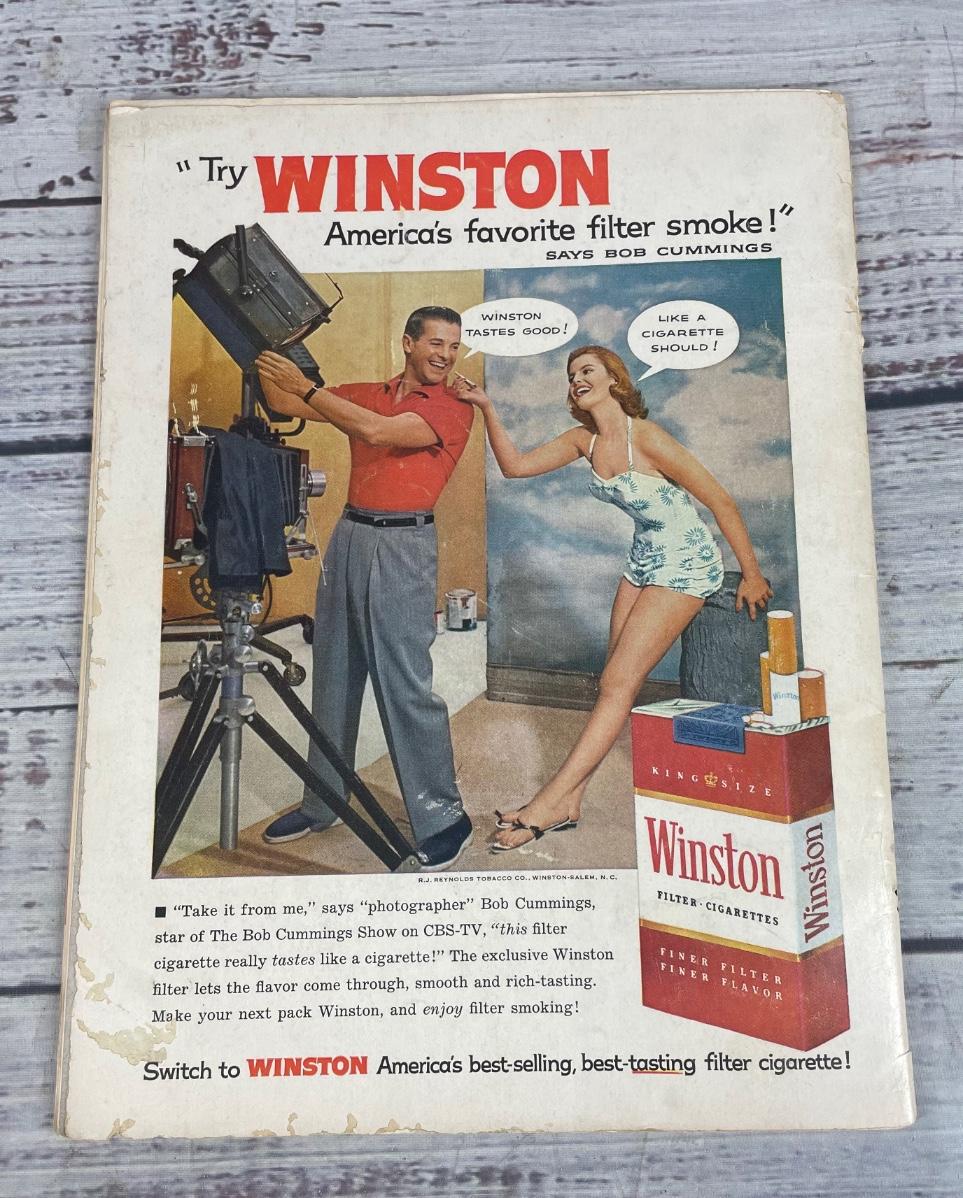 "Try WINSTON
America's favorite filter smoke!"
SAYS BOB CUMMINGS
WINSTON
TASTES GOOD!
LIKE A
CIGARETTE
SHOULD!
Winston
KING SIZE
Winston
FILTER·CIGARETTES
FINER FILTER
FINER FLAVOR
Winston
R.J. REYNOLDS TOBACCO CO., WINSTON-SALEM, N.C.
■ "Take it from me," says "photographer" Bob Cummings,
star of The Bob Cummings Show on CBS-TV, "this filter
cigarette really tastes like a cigarette!" The exclusive Winston
filter lets the flavor come through, smooth and rich-tasting.
Make your next pack Winston, and enjoy filter smoking!
Switch to WINSTON America's best-selling, best-tasting filter cigarette!